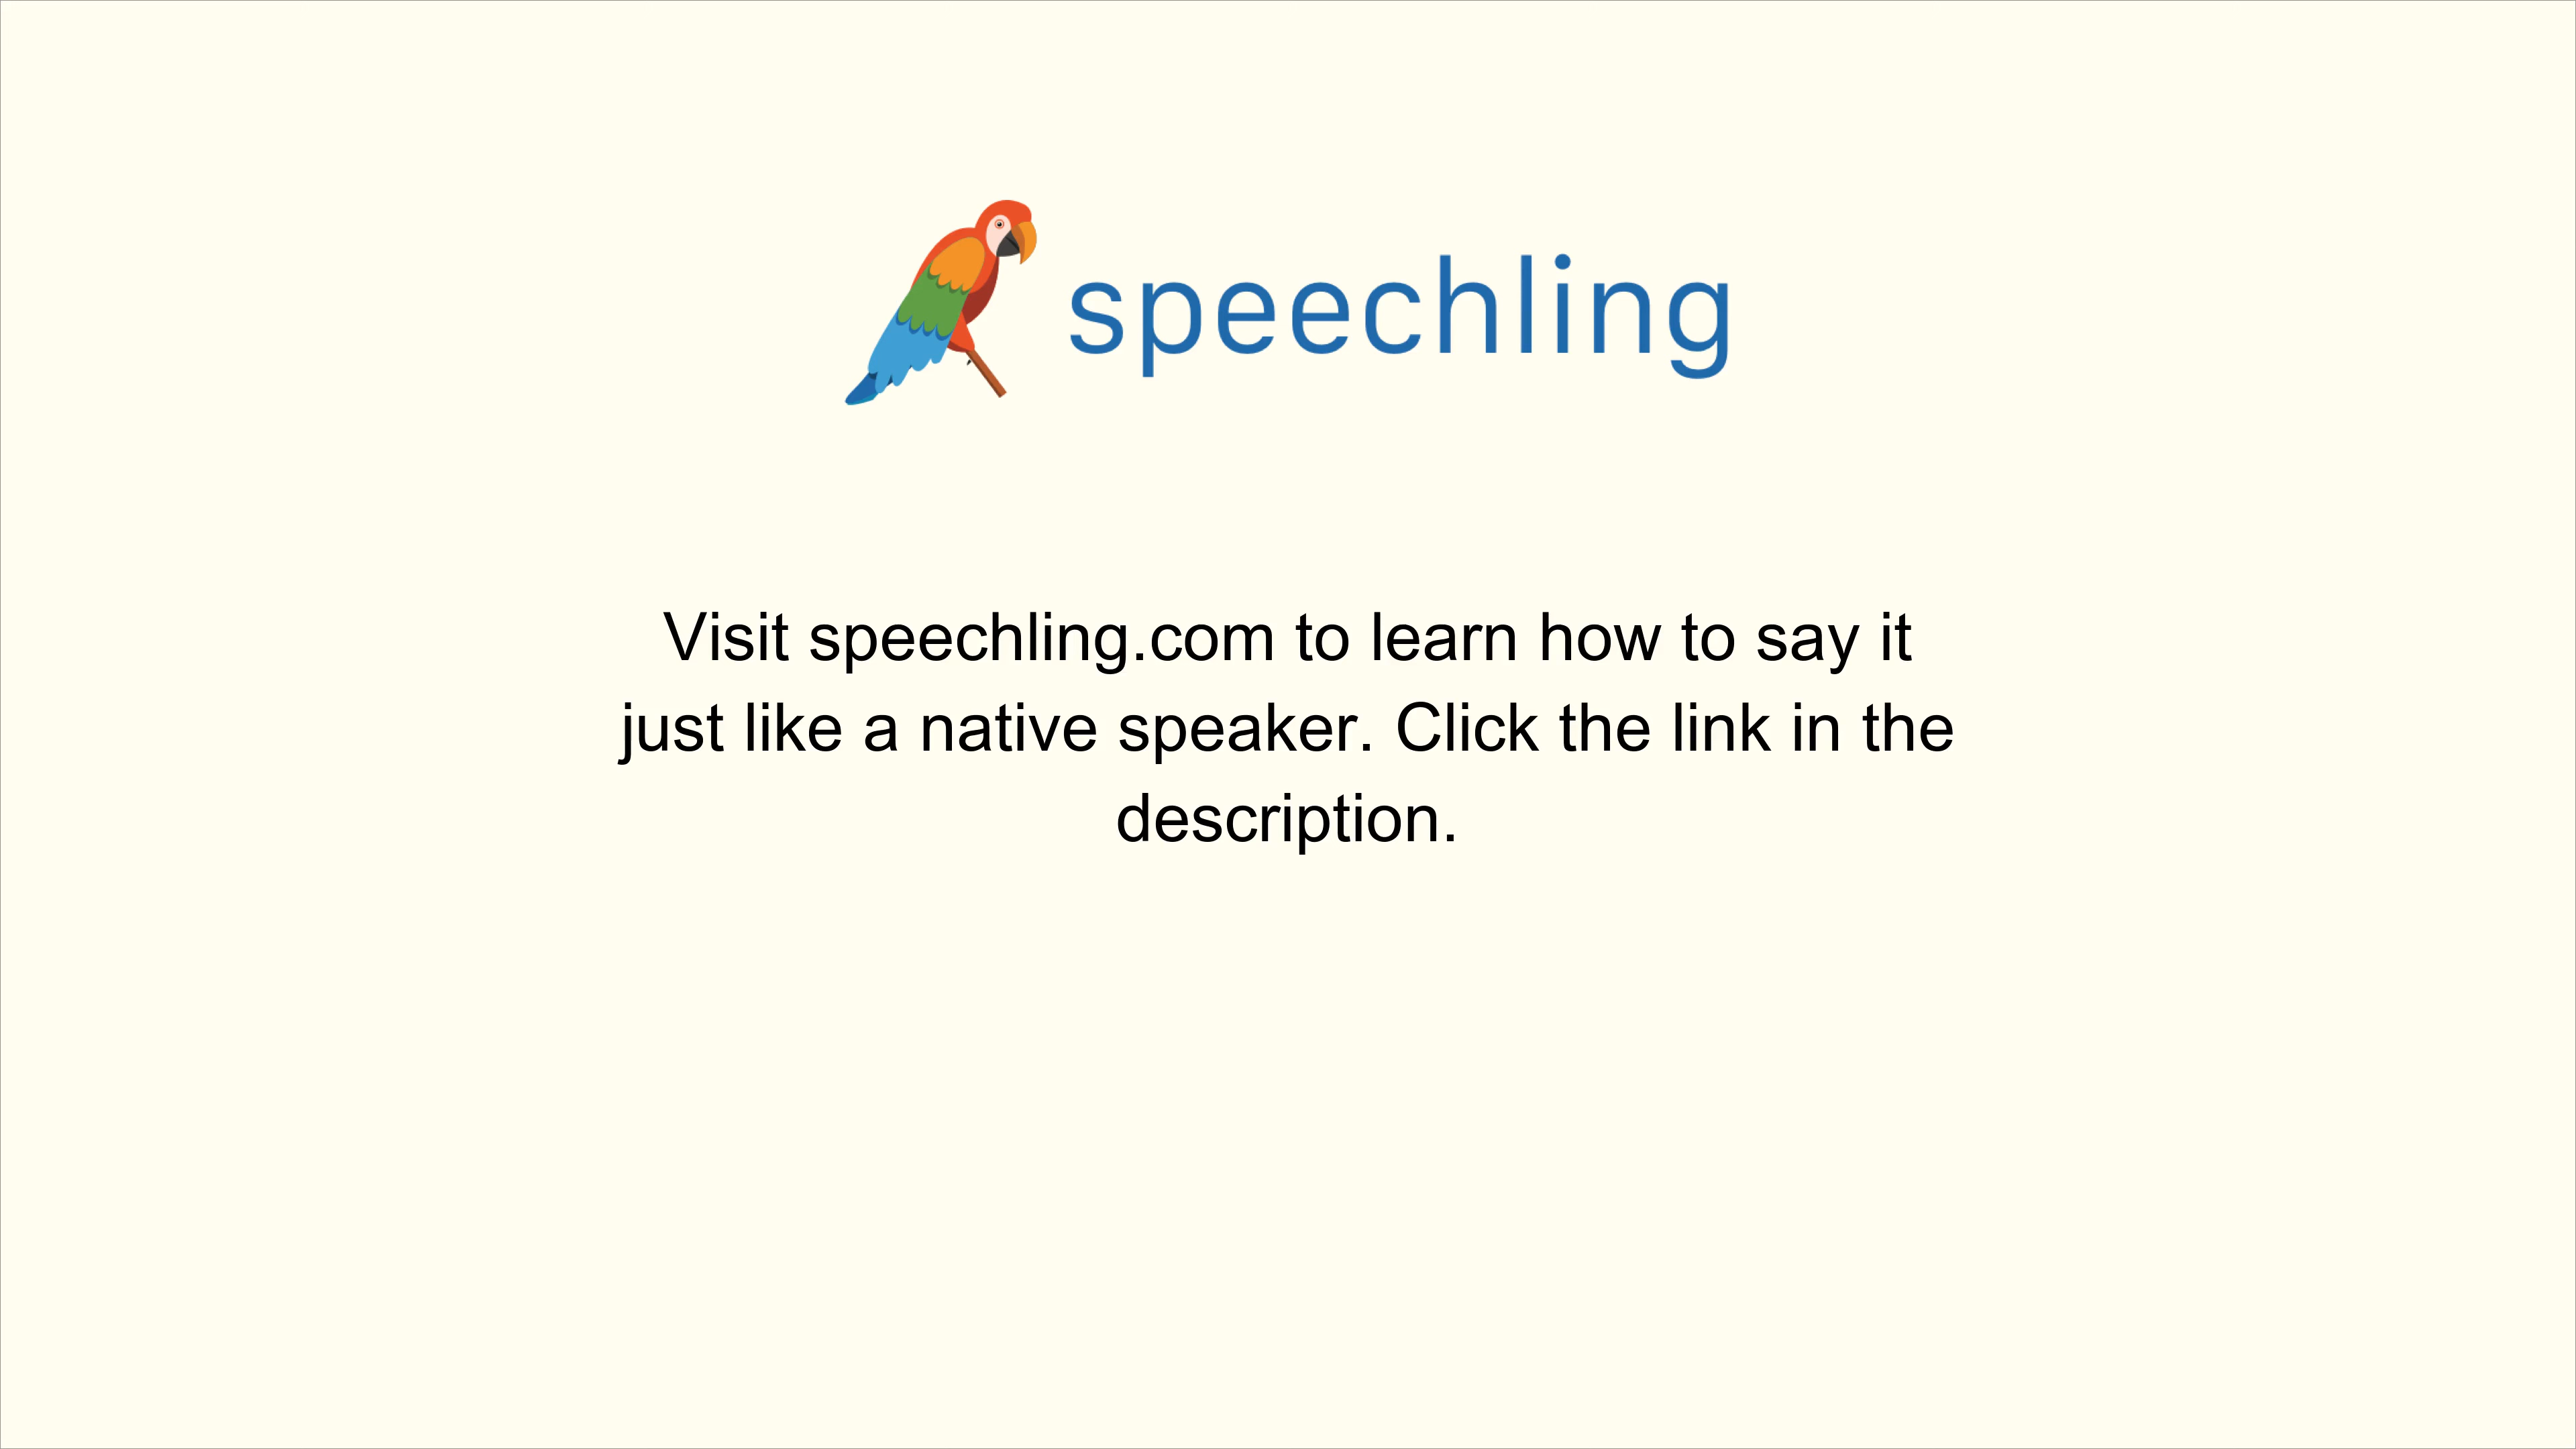 speechling
Visit speechling.com to learn how to say it
just like a native speaker. Click the link in the
description.